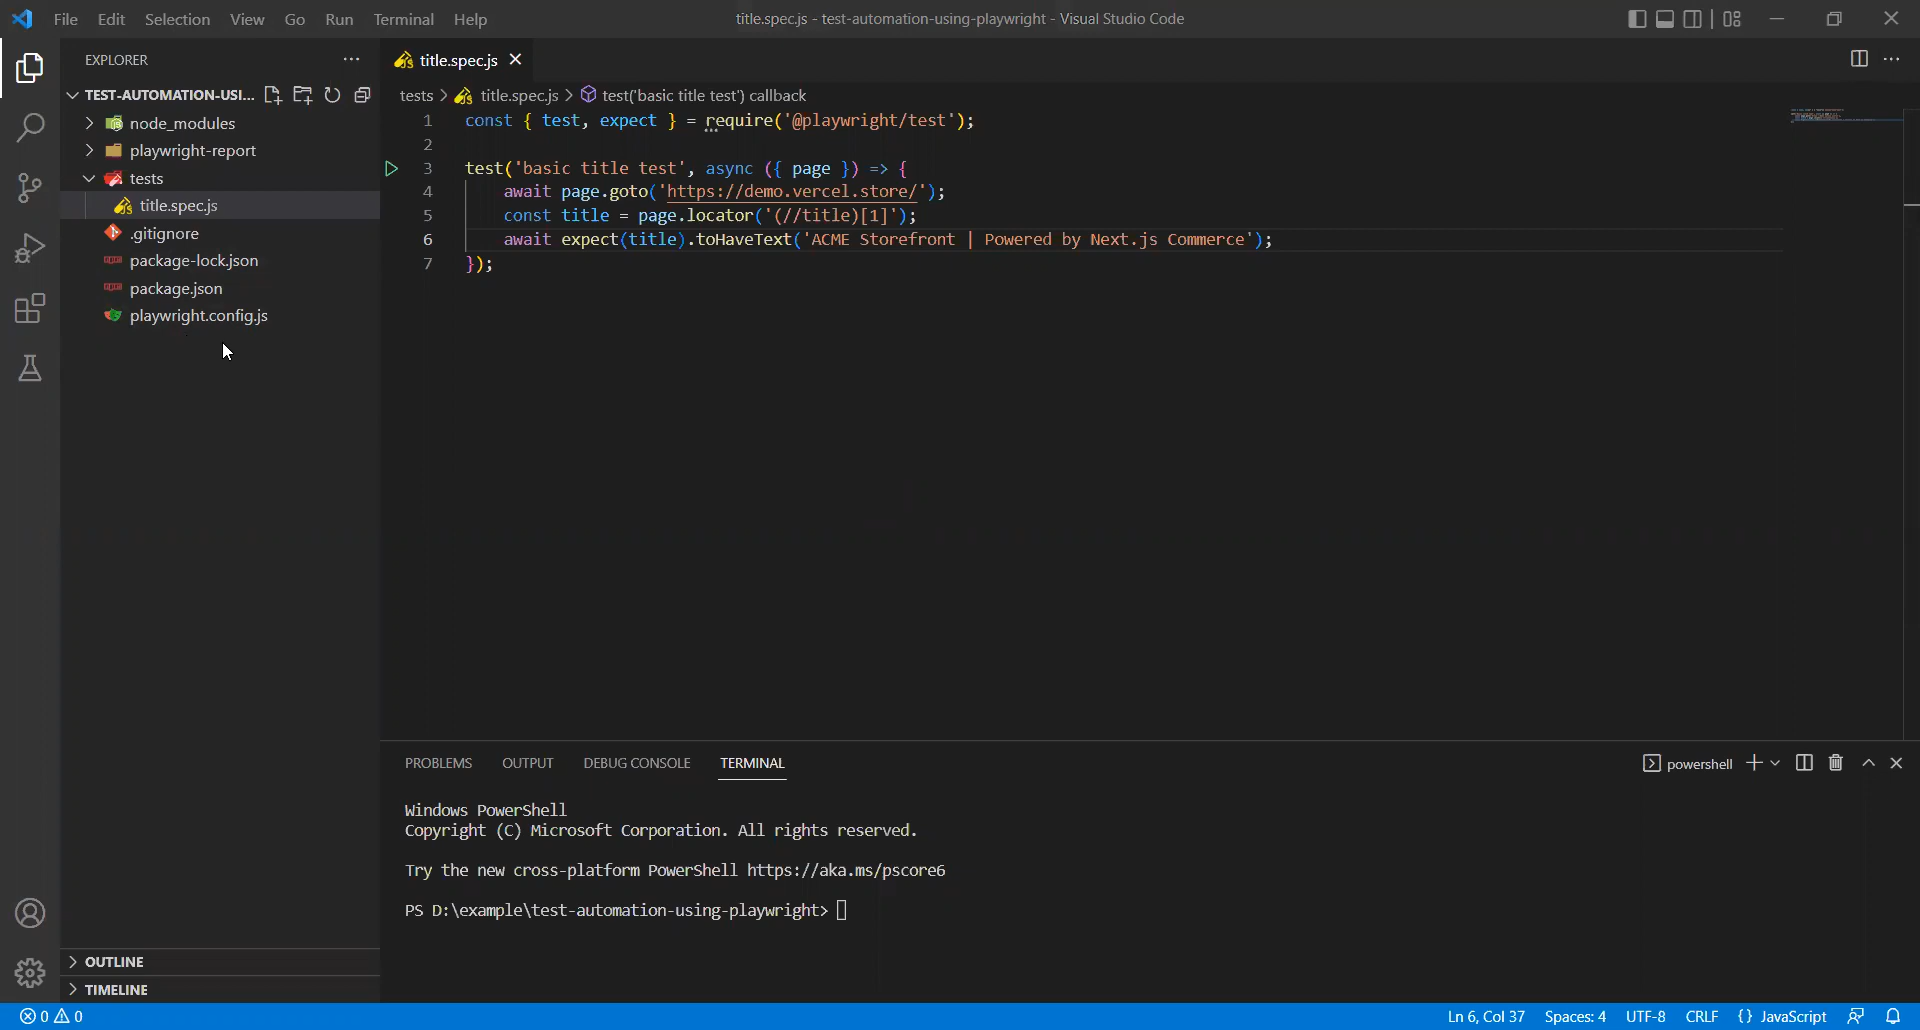 File Edit Selection View Go Run Terminal Help
title.spec.js - test-automation-using-playwright - Visual Studio Code
EXPLORER
TEST-AUTOMATION-USI...
node_modules
playwright-report
tests
title.spec.js
.gitignore
package-lock.json
package.json
playwright.config.js
OUTLINE
TIMELINE
title.spec.js
tests > title.spec.js > test('basic title test') callback
1 const { test, expect } = require('@playwright/test');
2
3 test('basic title test', async ({ page }) => {
4 await page.goto('https://demo.vercel.store/');
5 const title = page.locator('(//title)[1]');
6 await expect(title).toHaveText('ACME Storefront | Powered by Next.js Commerce');
7 });
PROBLEMS OUTPUT DEBUG CONSOLE TERMINAL
powershell
Windows PowerShell
Copyright (C) Microsoft Corporation. All rights reserved.
Try the new cross-platform PowerShell https://aka.ms/pscore6
PS D:\example\test-automation-using-playwright>
0 0
Ln 6, Col 37 Spaces: 4 UTF-8 CRLF {} JavaScript